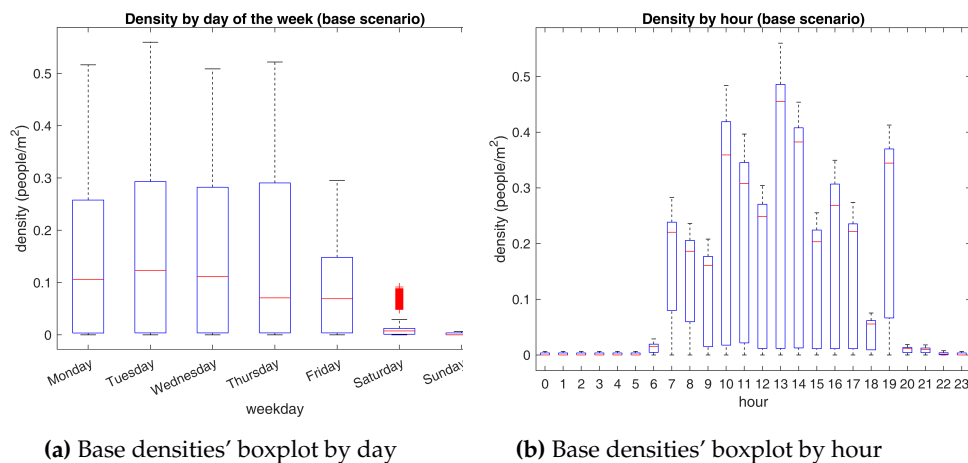 Density by day of the week (base scenario)
density (people/m²)
0.5
0.4
0.3
0.2
0.1
0
Monday Tuesday Wednesday Thursday Friday Saturday Sunday
weekday
(a) Base densities' boxplot by day
Density by hour (base scenario)
density (people/m²)
0.5
0.4
0.3
0.2
0.1
0
0 1 2 3 4 5 6 7 8 9 10 11 12 13 14 15 16 17 18 19 20 21 22 23
hour
(b) Base densities' boxplot by hour